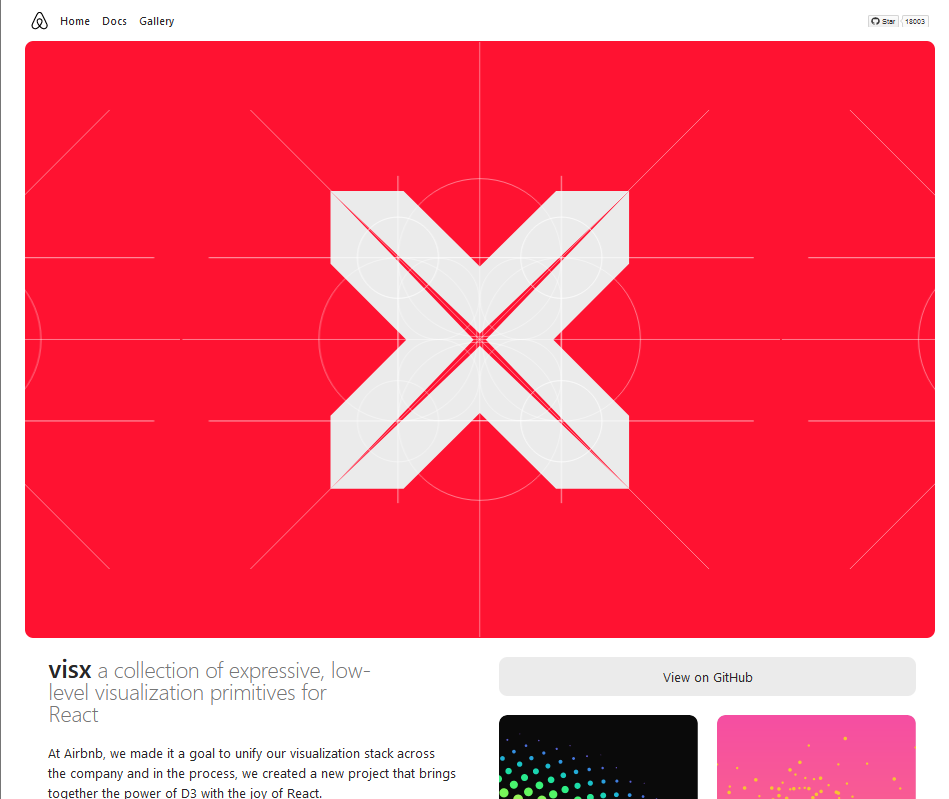 Home Docs Gallery
Star 18003
visx a collection of expressive, low-
level visualization primitives for
React
At Airbnb, we made it a goal to unify our visualization stack across
the company and in the process, we created a new project that brings
together the power of D3 with the joy of React.
View on GitHub